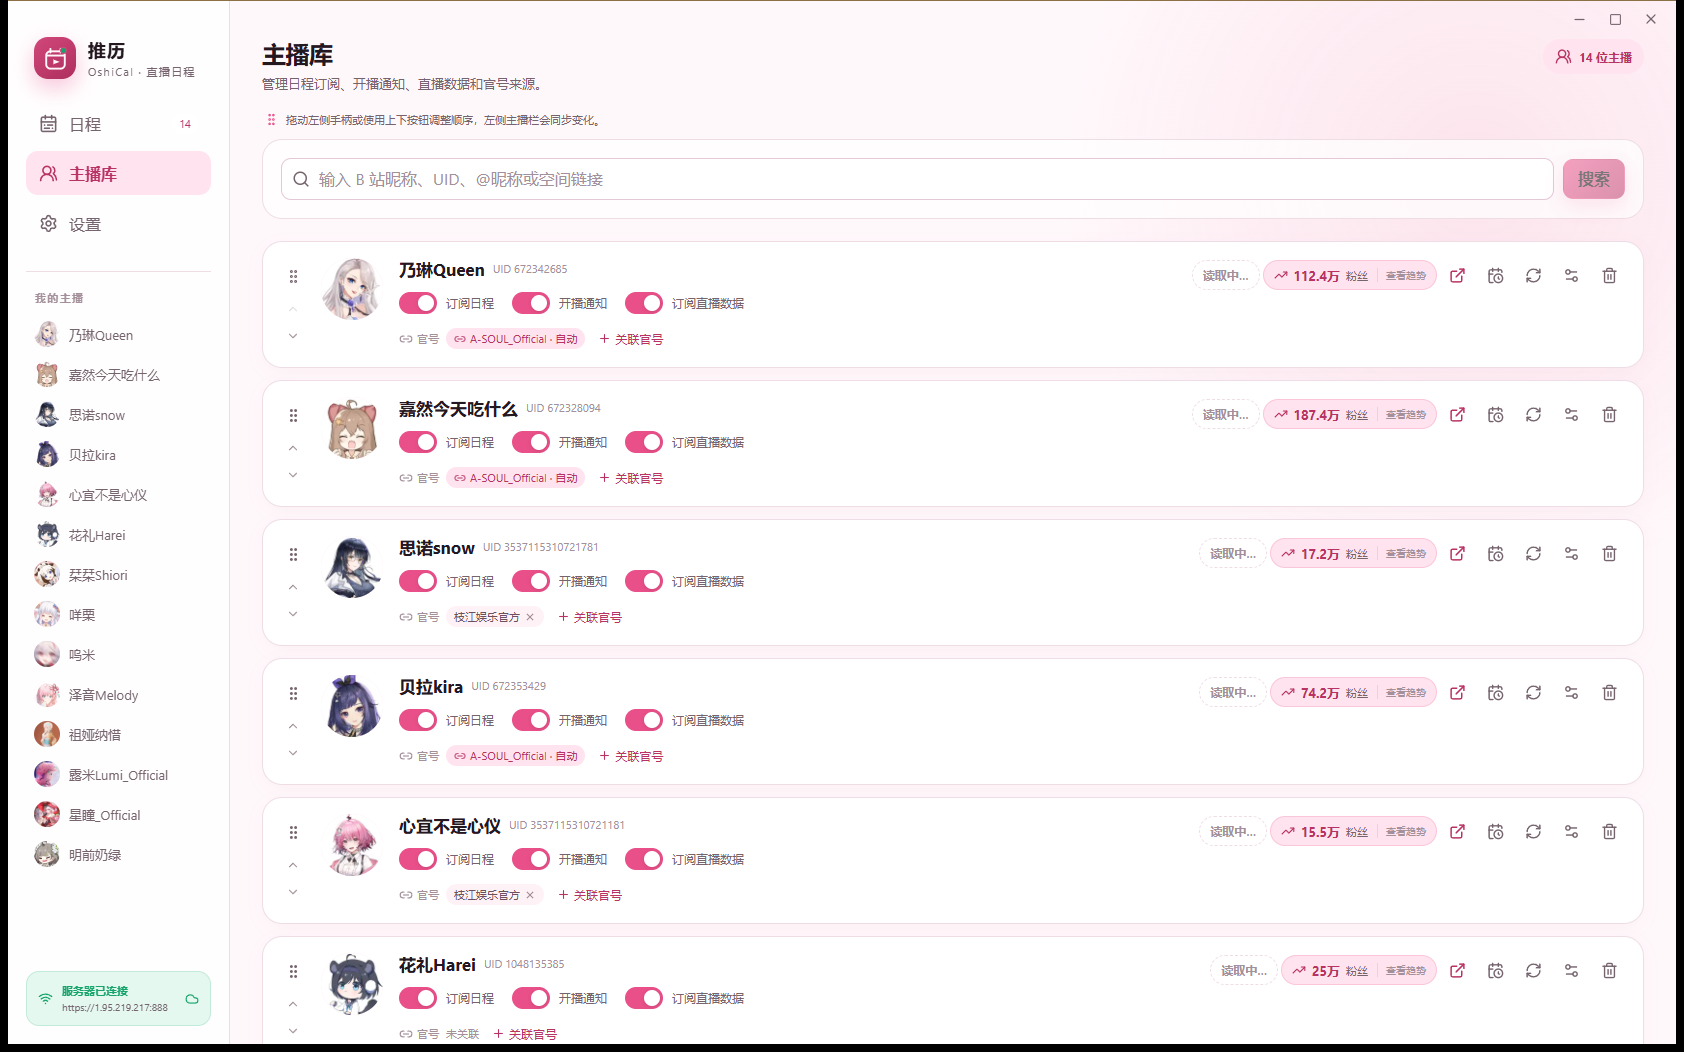 推历
OshiCal · 直播日程
日程 14
主播库
设置
我的主播
乃琳Queen
嘉然今天吃什么
思诺snow
贝拉kira
心宜不是心仪
花礼Harei
栞栞Shiori
咩栗
呜米
泽音Melody
祖娅纳惜
露米Lumi_Official
星瞳_Official
明前奶绿
服务器已连接
https://1.95.219.217:888
主播库
管理日程订阅、开播通知、直播数据和官号来源。
14 位主播
拖动左侧手柄或使用上下按钮调整顺序，左侧主播栏会同步变化。
输入 B 站昵称、UID、@昵称或空间链接
搜索
乃琳Queen UID 672342685
读取中... 112.4万 粉丝 查看趋势
订阅日程 开播通知 订阅直播数据
官号 A-SOUL_Official · 自动 + 关联官号
嘉然今天吃什么 UID 672328094
读取中... 187.4万 粉丝 查看趋势
订阅日程 开播通知 订阅直播数据
官号 A-SOUL_Official · 自动 + 关联官号
思诺snow UID 3537115310721781
读取中... 17.2万 粉丝 查看趋势
订阅日程 开播通知 订阅直播数据
官号 枝江娱乐官方 × + 关联官号
贝拉kira UID 672353429
读取中... 74.2万 粉丝 查看趋势
订阅日程 开播通知 订阅直播数据
官号 A-SOUL_Official · 自动 + 关联官号
心宜不是心仪 UID 3537115310721181
读取中... 15.5万 粉丝 查看趋势
订阅日程 开播通知 订阅直播数据
官号 枝江娱乐官方 × + 关联官号
花礼Harei UID 1048135385
读取中... 25万 粉丝 查看趋势
订阅日程 开播通知 订阅直播数据
官号 未关联 + 关联官号